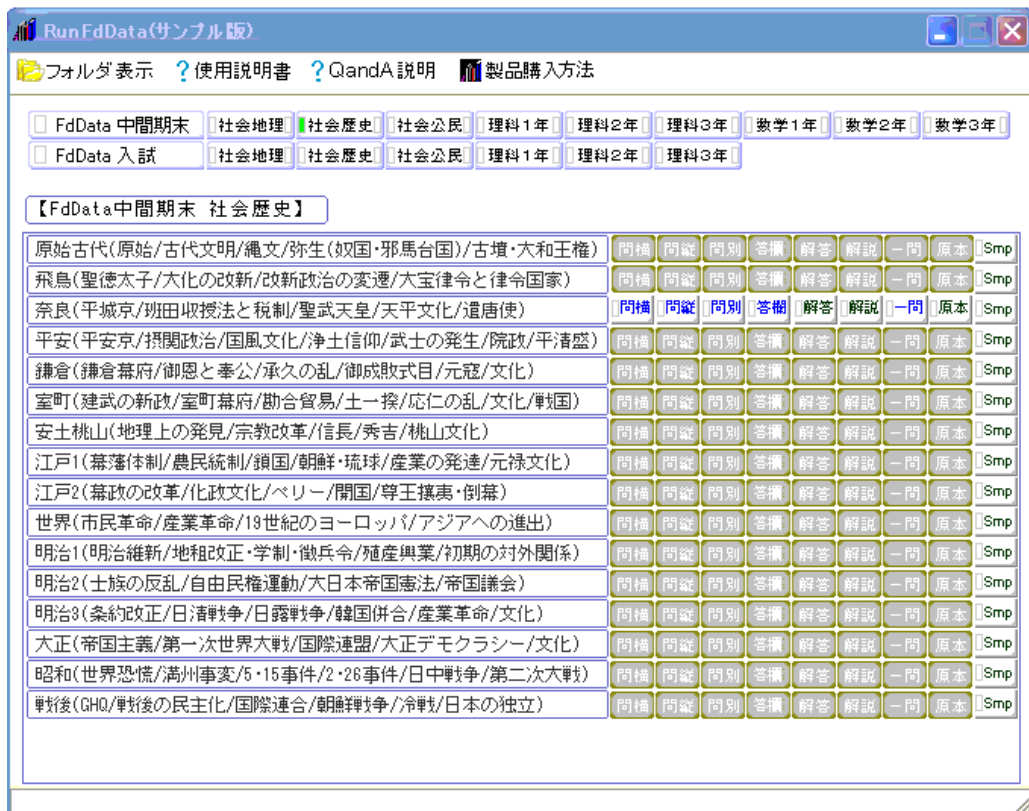 RunFdData(サンプル版)
フォルダ表示 ?使用説明書 ?QandA説明 製品購入方法
FdData 中間期末 社会地理 社会歴史 社会公民 理科1年 理科2年 理科3年 数学1年 数学2年 数学3年
FdData 入試 社会地理 社会歴史 社会公民 理科1年 理科2年 理科3年
【FdData中間期末 社会歴史】
原始古代(原始/古代文明/縄文/弥生(奴国・邪馬台国)/古墳・大和王権) 問横 問縦 問別 答欄 解答 解説 一問 原本 Smp
飛鳥(聖徳太子/大化の改新/改新政治の変遷/大宝律令と律令国家) 問横 問縦 問別 答欄 解答 解説 一問 原本 Smp
奈良(平城京/班田収授法と税制/聖武天皇/天平文化/遣唐使) 問横 問縦 問別 答欄 解答 解説 一問 原本 Smp
平安(平安京/摂関政治/国風文化/浄土信仰/武士の発生/院政/平清盛) 問横 問縦 問別 答欄 解答 解説 一問 原本 Smp
鎌倉(鎌倉幕府/御恩と奉公/承久の乱/御成敗式目/元寇/文化) 問横 問縦 問別 答欄 解答 解説 一問 原本 Smp
室町(建武の新政/室町幕府/勘合貿易/土一揆/応仁の乱/文化/戦国) 問横 問縦 問別 答欄 解答 解説 一問 原本 Smp
安土桃山(地理上の発見/宗教改革/信長/秀吉/桃山文化) 問横 問縦 問別 答欄 解答 解説 一問 原本 Smp
江戸1(幕藩体制/農民統制/鎖国/朝鮮・琉球/産業の発達/元禄文化) 問横 問縦 問別 答欄 解答 解説 一問 原本 Smp
江戸2(幕政の改革/化政文化/ペリー/開国/尊王攘夷・倒幕) 問横 問縦 問別 答欄 解答 解説 一問 原本 Smp
世界(市民革命/産業革命/19世紀のヨーロッパ/アジアへの進出) 問横 問縦 問別 答欄 解答 解説 一問 原本 Smp
明治1(明治維新/地租改正・学制・徴兵令/殖産興業/初期の対外関係) 問横 問縦 問別 答欄 解答 解説 一問 原本 Smp
明治2(士族の反乱/自由民権運動/大日本帝国憲法/帝国議会) 問横 問縦 問別 答欄 解答 解説 一問 原本 Smp
明治3(条約改正/日清戦争/日露戦争/韓国併合/産業革命/文化) 問横 問縦 問別 答欄 解答 解説 一問 原本 Smp
大正(帝国主義/第一次世界大戦/国際連盟/大正デモクラシー/文化) 問横 問縦 問別 答欄 解答 解説 一問 原本 Smp
昭和(世界恐慌/満州事変/5・15事件/2・26事件/日中戦争/第二次大戦) 問横 問縦 問別 答欄 解答 解説 一問 原本 Smp
戦後(GHQ/戦後の民主化/国際連合/朝鮮戦争/冷戦/日本の独立) 問横 問縦 問別 答欄 解答 解説 一問 原本 Smp